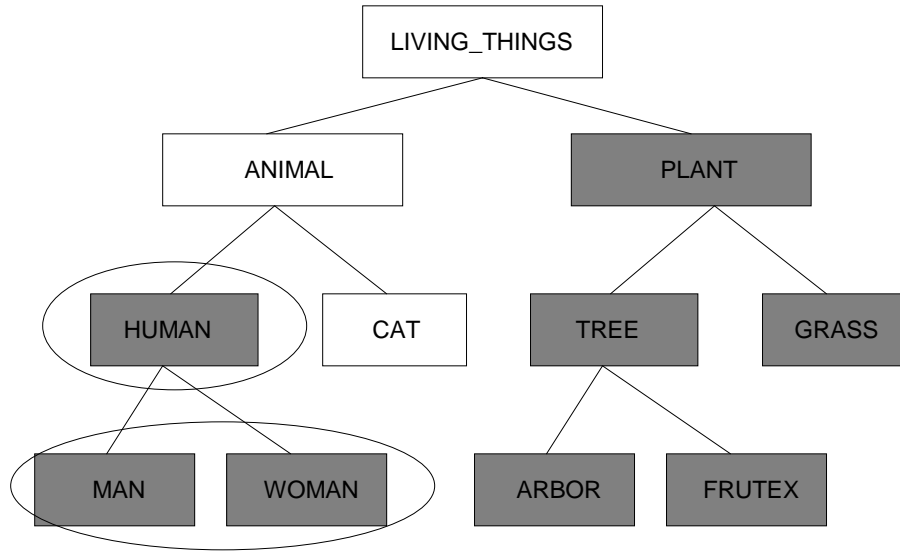 LIVING_THINGS
ANIMAL
PLANT
HUMAN
CAT
TREE
GRASS
MAN
WOMAN
ARBOR
FRUTEX